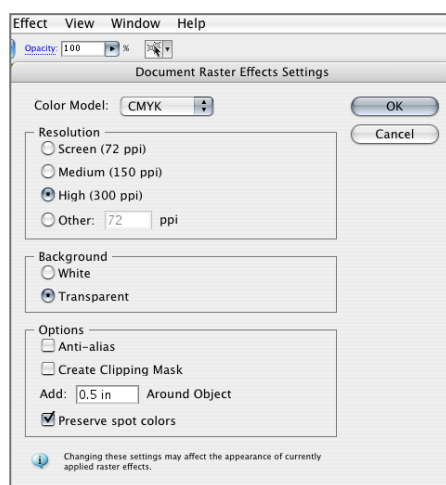 Effect View Window Help
Opacity: 100 %
Document Raster Effects Settings
Color Model: CMYK
OK
Cancel
Resolution
Screen (72 ppi)
Medium (150 ppi)
High (300 ppi)
Other: 72 ppi
Background
White
Transparent
Options
Anti-alias
Create Clipping Mask
Add: 0.5 in Around Object
Preserve spot colors
Changing these settings may affect the appearance of currently
applied raster effects.